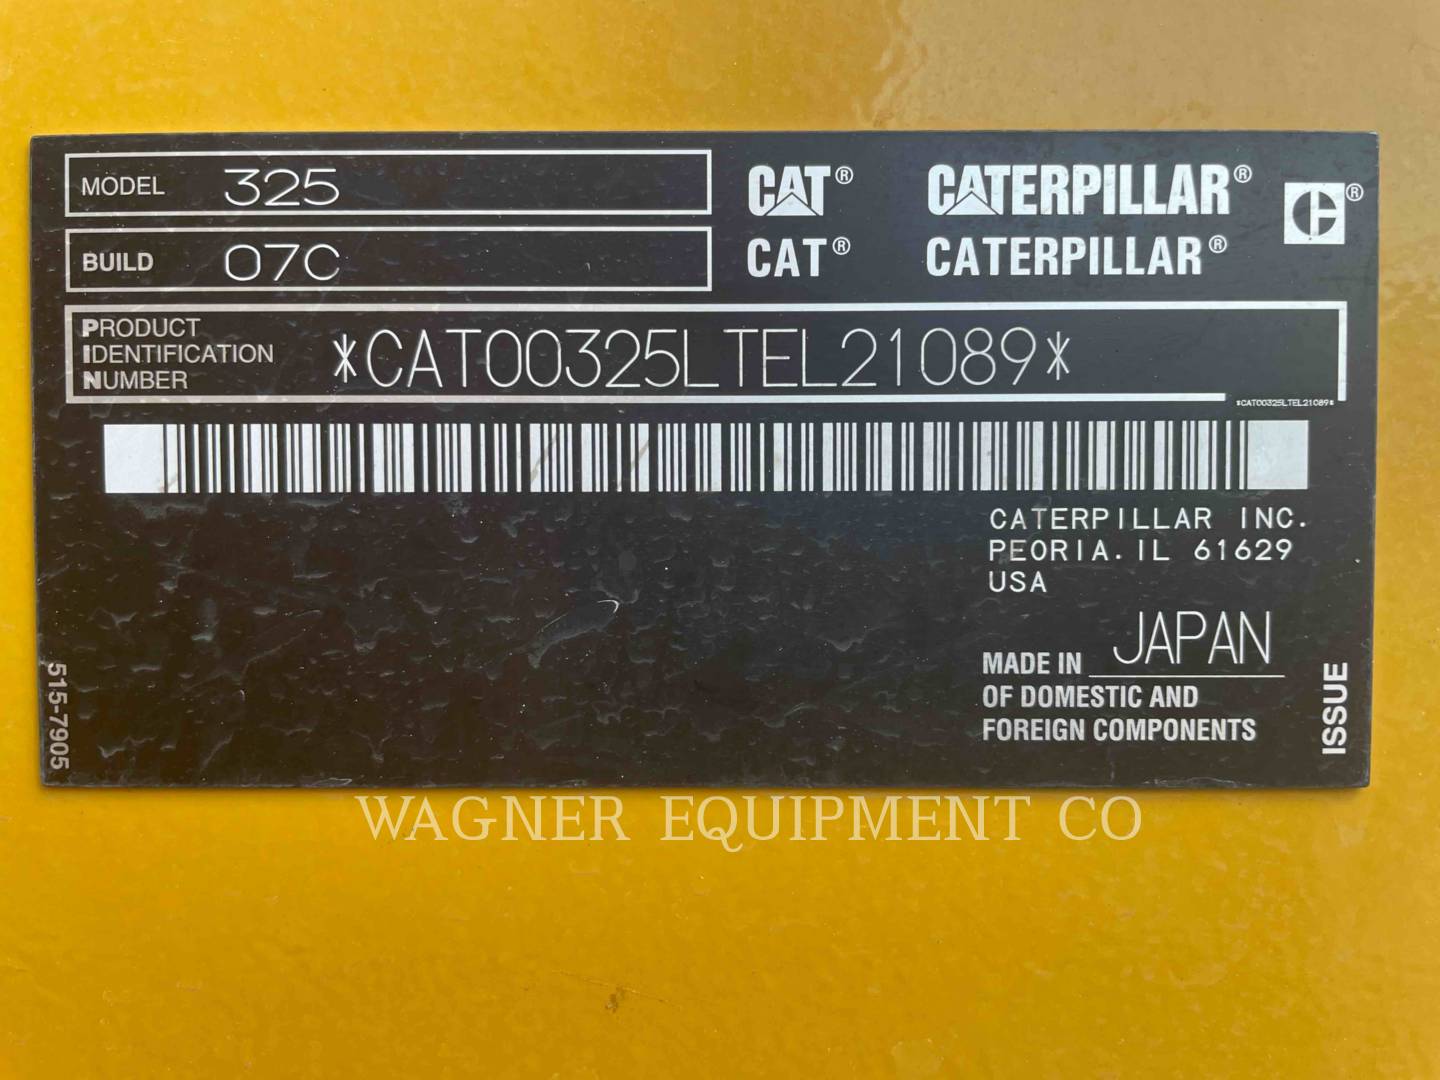 MODEL 325
BUILD 07C
CAT® CATERPILLAR®
CAT® CATERPILLAR®
C®
PRODUCT
IDENTIFICATION
NUMBER
*CAT00325LTEL21089*
*CAT00325LTEL21089*
CATERPILLAR INC.
PEORIA. IL 61629
USA
MADE IN JAPAN
OF DOMESTIC AND
FOREIGN COMPONENTS
515-7905
ISSUE
WAGNER EQUIPMENT CO